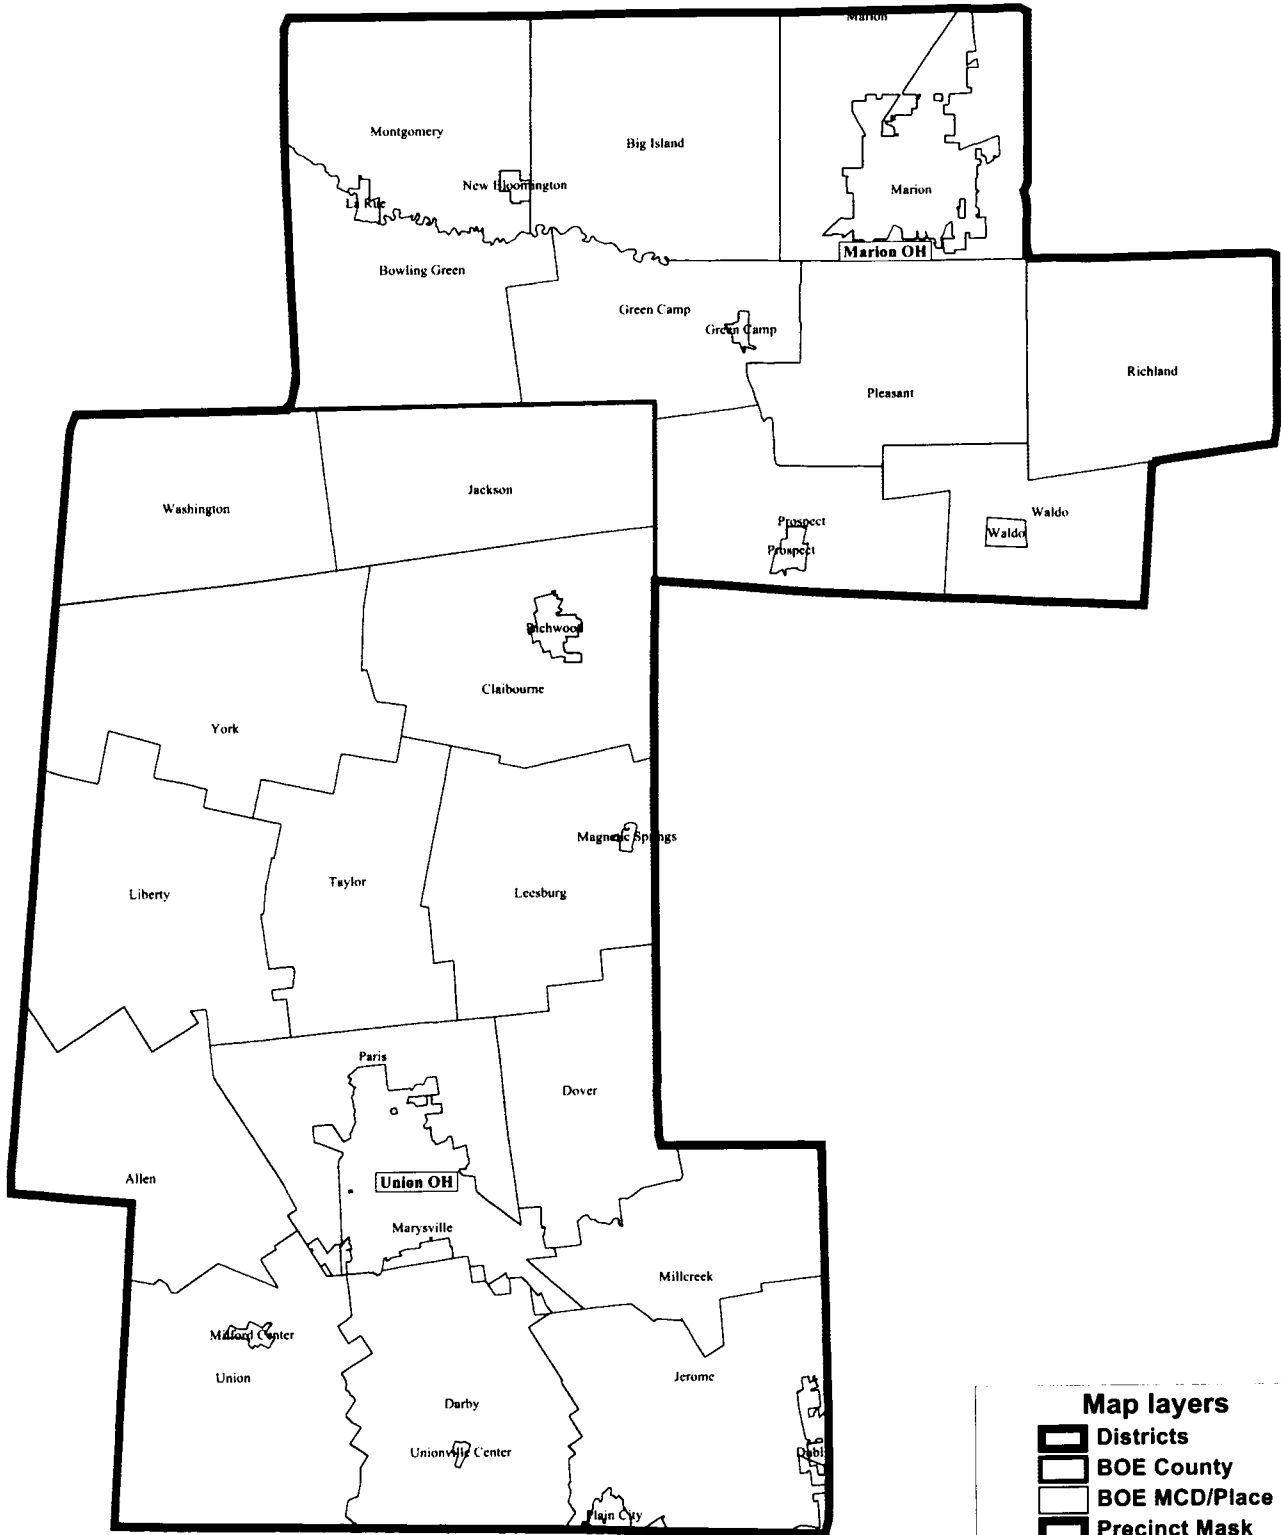 Marion
Montgomery
Big Island
New Bloomington
Marion
La Rue
Marion OH
Bowling Green
Green Camp
Green Camp
Richland
Pleasant
Washington
Jackson
Waldo
Prospect
Waldo
Prospect
Richwood
Claibourne
York
Magnetic Springs
Liberty
Taylor
Leesburg
Paris
Dover
Allen
Union OH
Marysville
Millcreek
Milford Center
Union
Jerome
Darby
Unionville Center
Dubli
Plain City
Map layers
Districts
BOE County
BOE MCD/Place
Precinct Mask